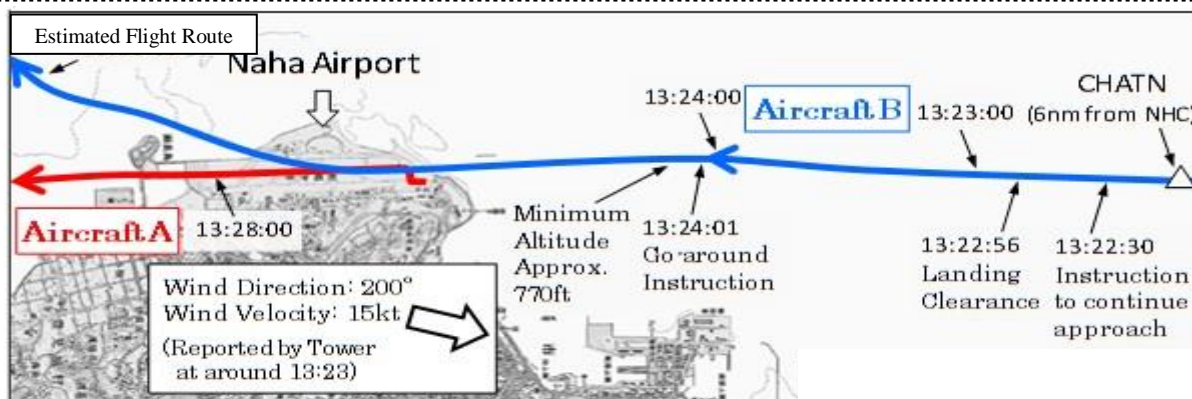 Estimated Flight Route
Naha Airport
13:24:00
Aircraft B
13:23:00
CHATN
(6nm from NHC)
Aircraft A
13:28:00
Minimum
Altitude
Approx.
770ft
13:24:01
Go-around
Instruction
13:22:56
Landing
Clearance
13:22:30
Instruction
to continue
approach
Wind Direction: 200°
Wind Velocity: 15kt
(Reported by Tower
at around 13:23)